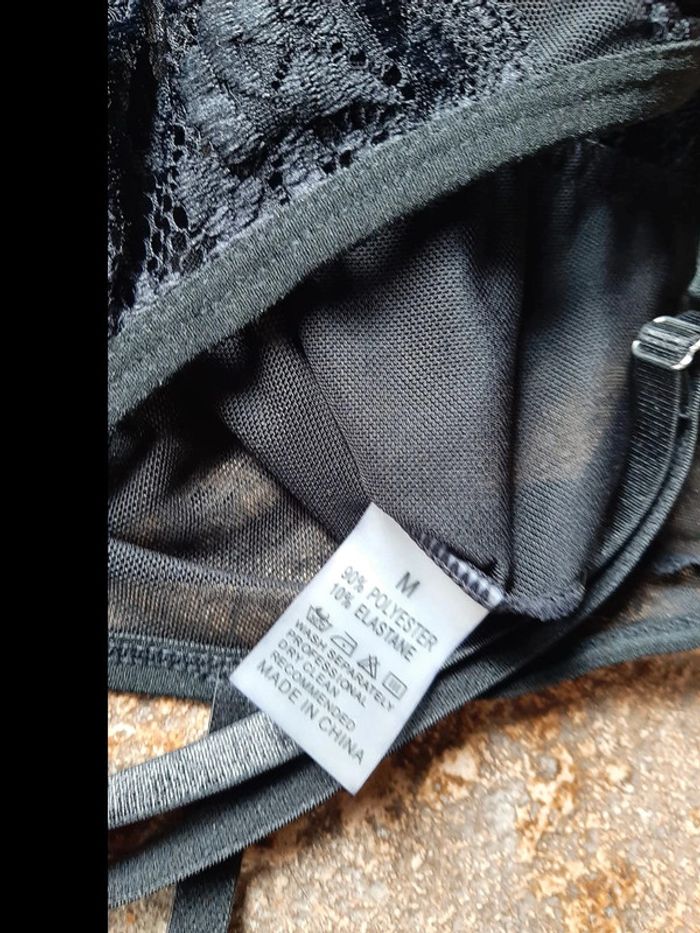 M
90% POLYESTER
10% ELASTANE
WASH SEPARATELY
PROFESSIONAL
DRY CLEAN
RECOMMENDED
MADE IN CHINA